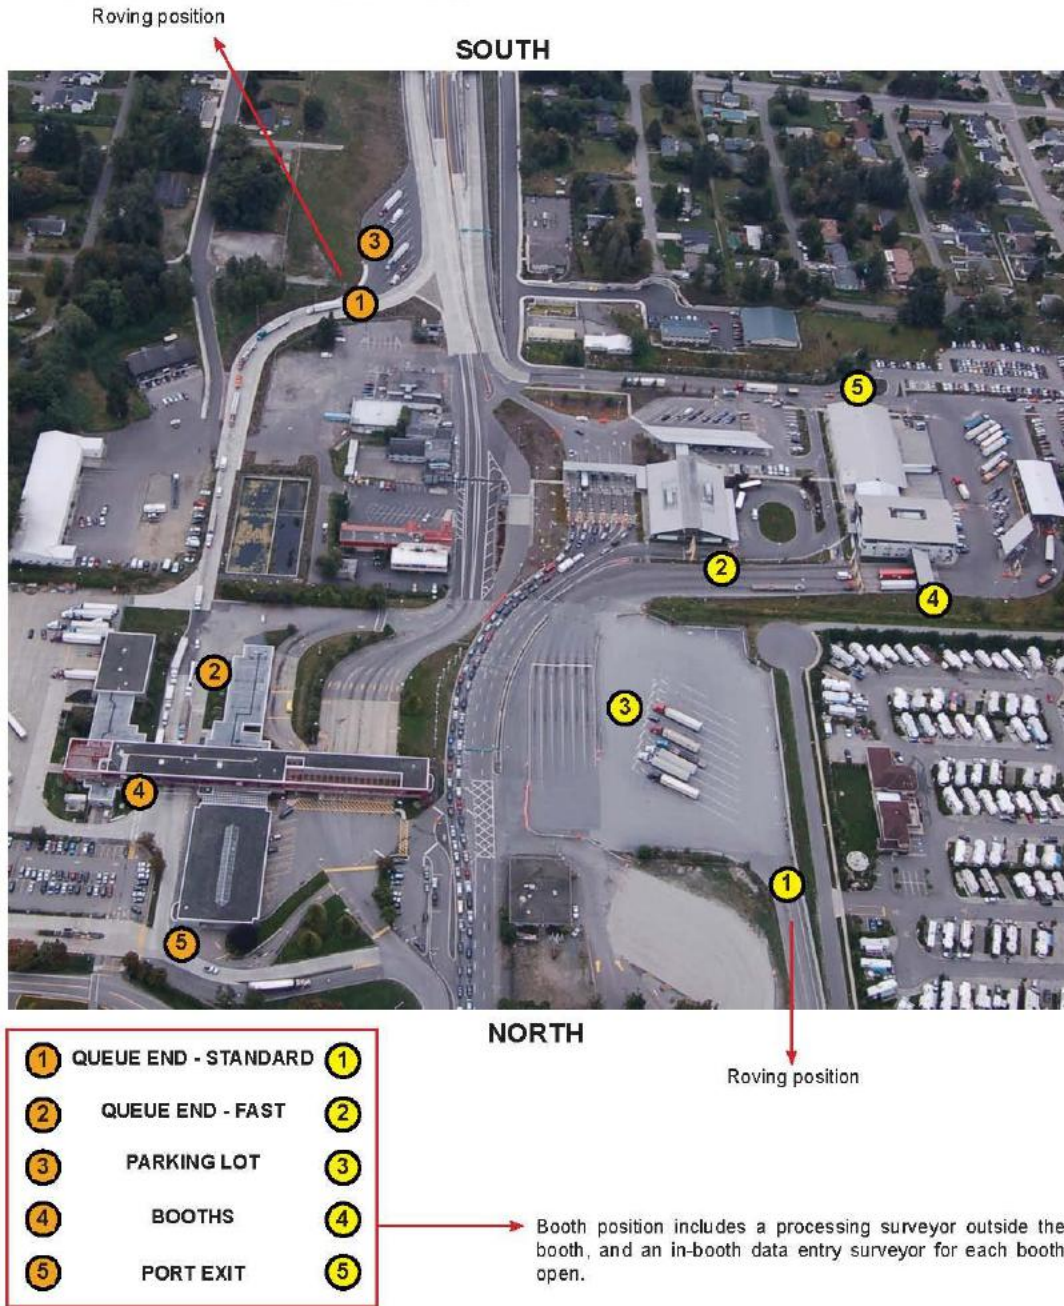 Roving position
SOUTH
3
1
5
2
4
2
3
4
1
5
NORTH
Roving position
1 QUEUE END - STANDARD 1
2 QUEUE END - FAST 2
3 PARKING LOT 3
4 BOOTHS 4
5 PORT EXIT 5
Booth position includes a processing surveyor outside the
booth, and an in-booth data entry surveyor for each booth
open.